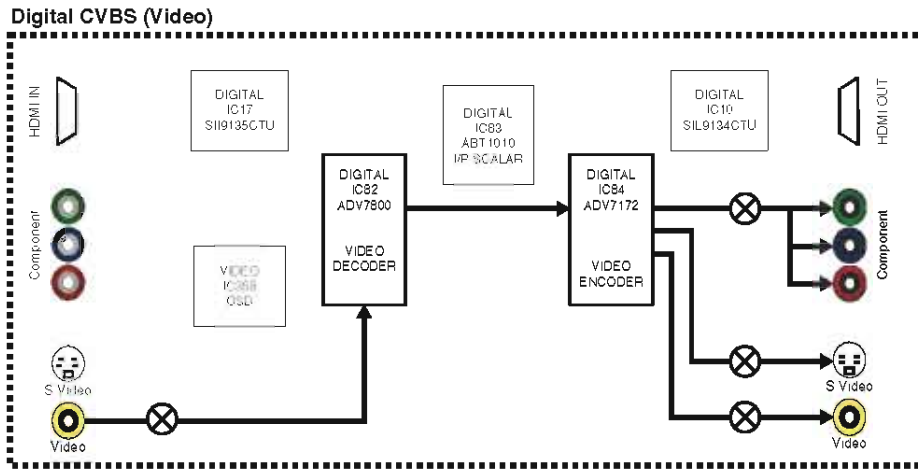 Digital CVBS (Video)
HDMI IN
DIGITAL
IC17
SII9135CTU
DIGITAL
IC83
ABT1010
I/P SCALAR
DIGITAL
IC10
SIL9134CTU
HDMI OUT
Component
DIGITAL
IC82
ADV7800
VIDEO
DECODER
DIGITAL
IC84
ADV7172
VIDEO
ENCODER
Component
VIDEO
OSD
S Video
Video
S Video
Video